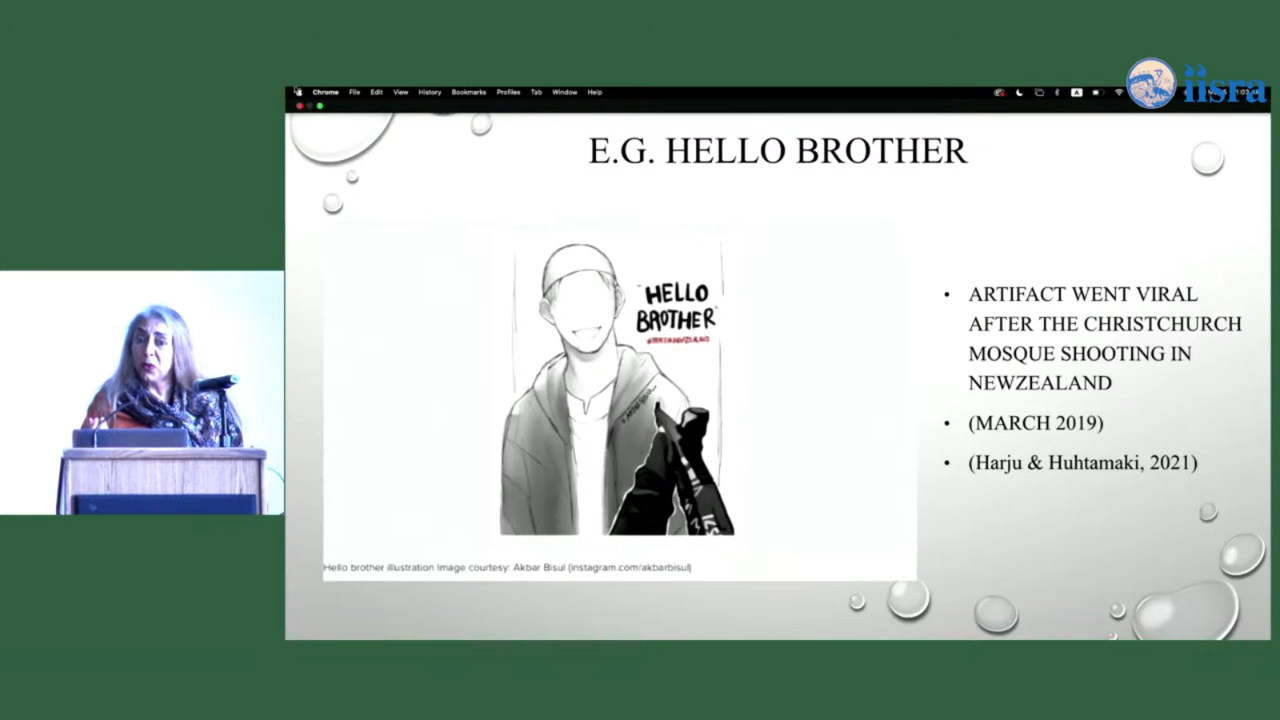 Chrome File Edit View History Bookmarks Profiles Tab Window Help
iisra
E.G. HELLO BROTHER
"HELLO
BROTHER"
• ARTIFACT WENT VIRAL
AFTER THE CHRISTCHURCH
MOSQUE SHOOTING IN
NEWZEALAND
• (MARCH 2019)
• (Harju & Huhtamaki, 2021)
Hello brother illustration Image courtesy: Akbar Bisul (instagram.com/akbarbisul)